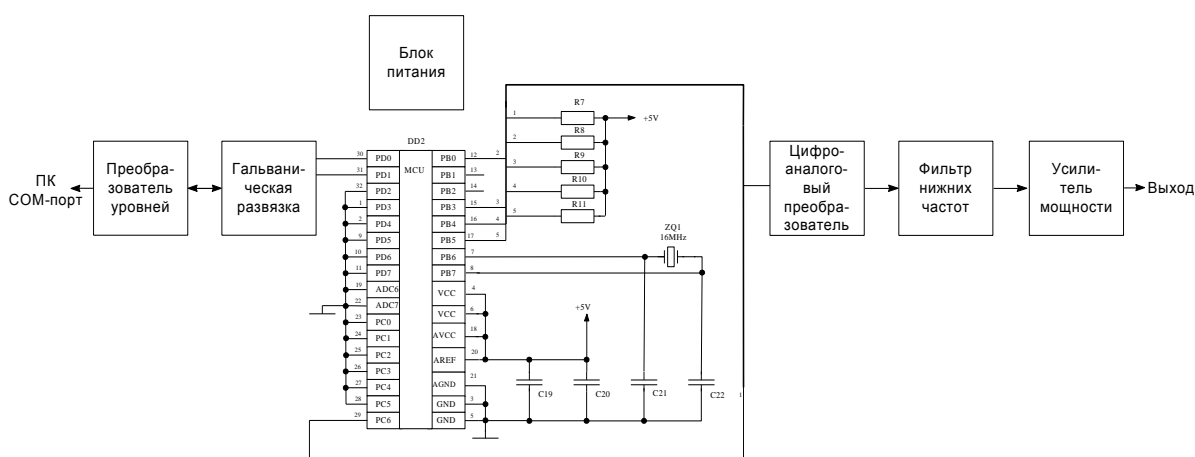 Блок
питания
ПК
COM-порт
Преобра-
зователь
уровней
Гальвани-
ческая
развязка
DD2
MCU
30 PD0
31 PD1
32 PD2
1 PD3
2 PD4
9 PD5
10 PD6
11 PD7
19 ADC6
22 ADC7
23 PC0
24 PC1
25 PC2
26 PC3
27 PC4
28 PC5
29 PC6
PB0 12 2
PB1 13
PB2 14
PB3 15 3
PB4 16 4
PB5 17 5
PB6 7
PB7 8
VCC 4
VCC 6
AVCC 18
AREF 20
AGND 21
GND 3
GND 5
1 R7
2 R8
3 R9
4 R10
5 R11
+5V
ZQ1
16MHz
+5V
C19
C20
C21
C22
1
Цифро-
аналого-
вый
преобра-
зователь
Фильтр
нижних
частот
Усили-
тель
мощности
Выход